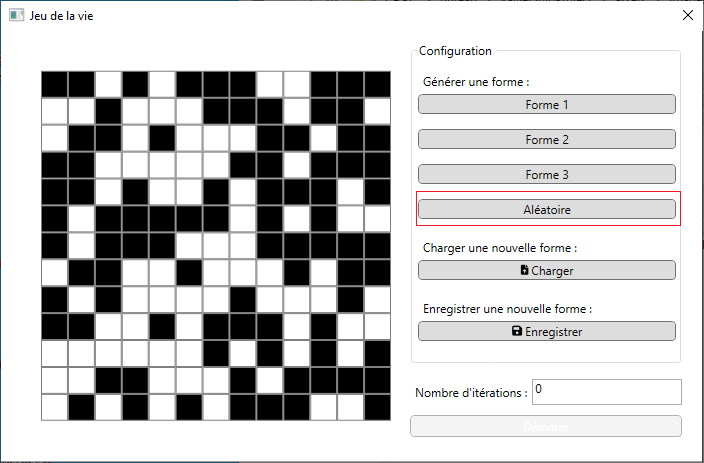 Jeu de la vie
Configuration
Générer une forme :
Forme 1
Forme 2
Forme 3
Aléatoire
Charger une nouvelle forme :
Charger
Enregistrer une nouvelle forme :
Enregistrer
Nombre d'itérations : 0
Démarer